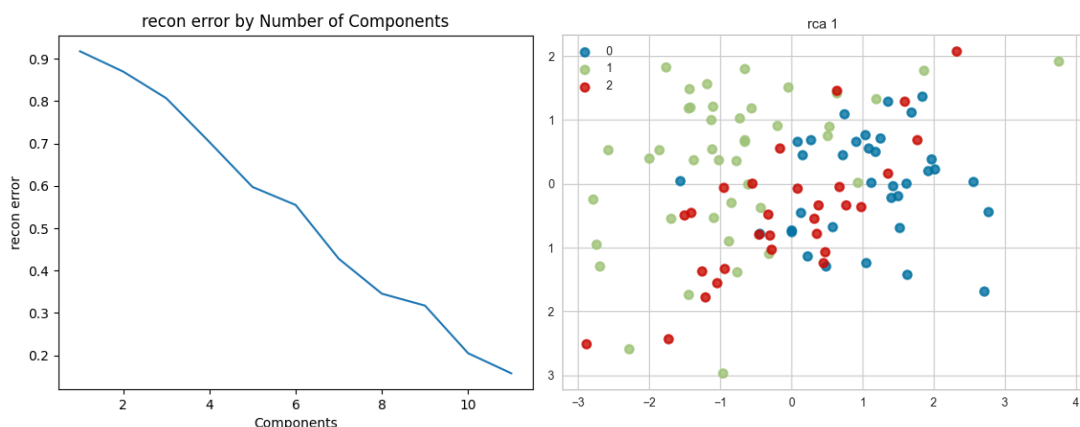 recon error by Number of Components
recon error
0.9
0.8
0.7
0.6
0.5
0.4
0.3
0.2
2 4 6 8 10
Components
rca 1
0
1
2
2
1
0
1
2
3
−3 −2 −1 0 1 2 3 4